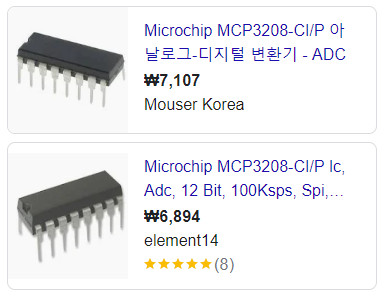 Microchip MCP3208-CI/P 아
날로그-디지털 변환기 - ADC
₩7,107
Mouser Korea
Microchip MCP3208-CI/P Ic,
Adc, 12 Bit, 100Ksps, Spi,...
₩6,894
element14
★★★★★(8)